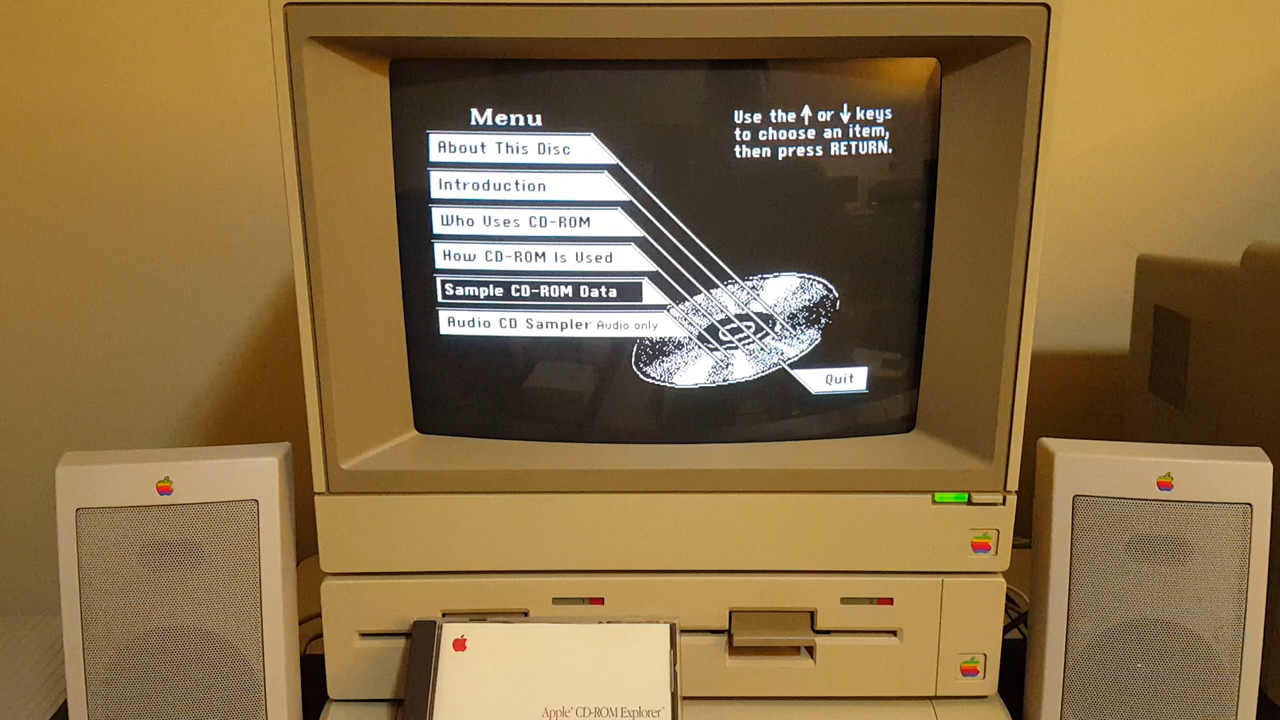 Menu
Use the ↑ or ↓ keys
to choose an item,
then press RETURN.
About This Disc
Introduction
Who Uses CD-ROM
How CD-ROM Is Used
Sample CD-ROM Data
Audio CD Sampler Audio only
CD
Quit
Apple® CD-ROM Explorer™